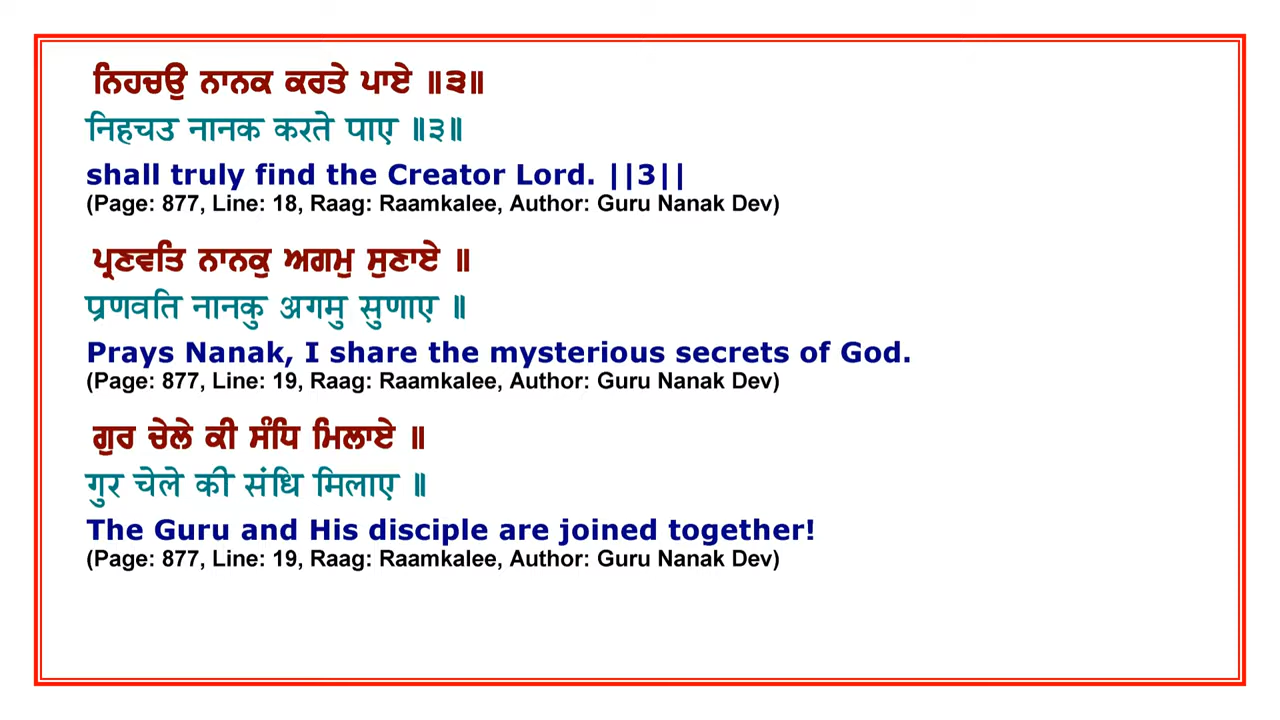 ਨਿਹਚਉ ਨਾਨਕ ਕਰਤੇ ਪਾਏ ॥੩॥
निहचउ नानक करते पाए ॥३॥
shall truly find the Creator Lord. ||3||
(Page: 877, Line: 18, Raag: Raamkalee, Author: Guru Nanak Dev)
ਪ੍ਰਣਵਤਿ ਨਾਨਕੁ ਅਗਮੁ ਸੁਣਾਏ ॥
प्रणवति नानकु अगमु सुणाए ॥
Prays Nanak, I share the mysterious secrets of God.
(Page: 877, Line: 19, Raag: Raamkalee, Author: Guru Nanak Dev)
ਗੁਰ ਚੇਲੇ ਕੀ ਸੰਧਿ ਮਿਲਾਏ ॥
गुर चेले की संधि मिलाए ॥
The Guru and His disciple are joined together!
(Page: 877, Line: 19, Raag: Raamkalee, Author: Guru Nanak Dev)